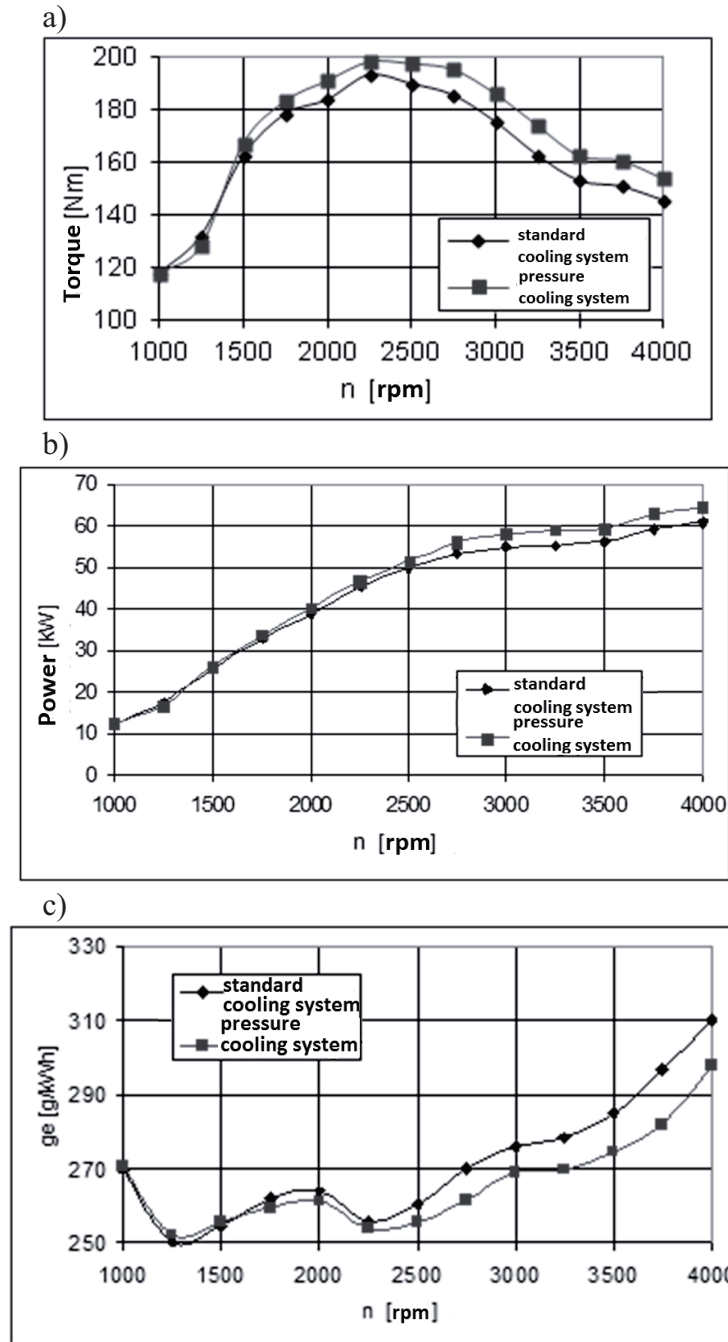 a)
200
180
160
140
120
100
Torque [Nm]
standard
cooling system
pressure
cooling system
1000 1500 2000 2500 3000 3500 4000
n [rpm]
b)
70
60
50
40
30
20
10
0
Power [kW]
standard
cooling system
pressure
cooling system
1000 1500 2000 2500 3000 3500 4000
n [rpm]
c)
330
310
290
270
250
ge [g/kWh]
standard
cooling system
pressure
cooling system
1000 1500 2000 2500 3000 3500 4000
n [rpm]